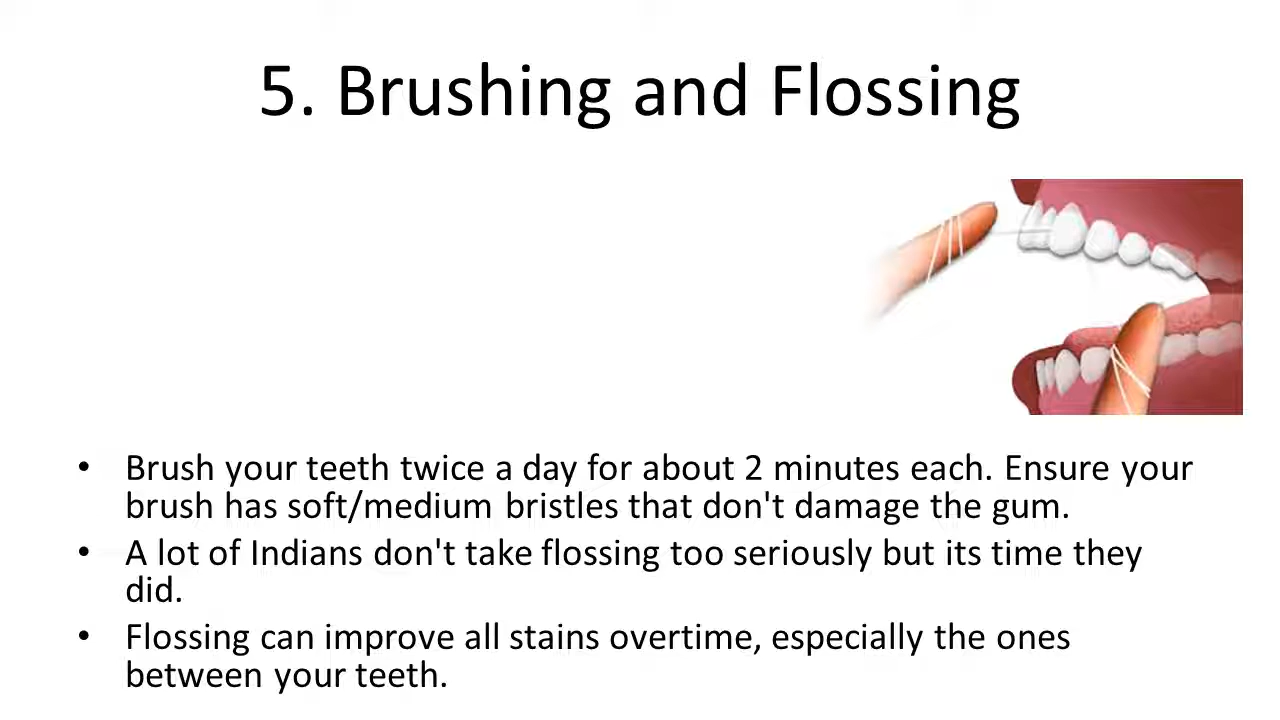 5. Brushing and Flossing
• Brush your teeth twice a day for about 2 minutes each. Ensure your
brush has soft/medium bristles that don't damage the gum.
• A lot of Indians don't take flossing too seriously but its time they
did.
• Flossing can improve all stains overtime, especially the ones
between your teeth.